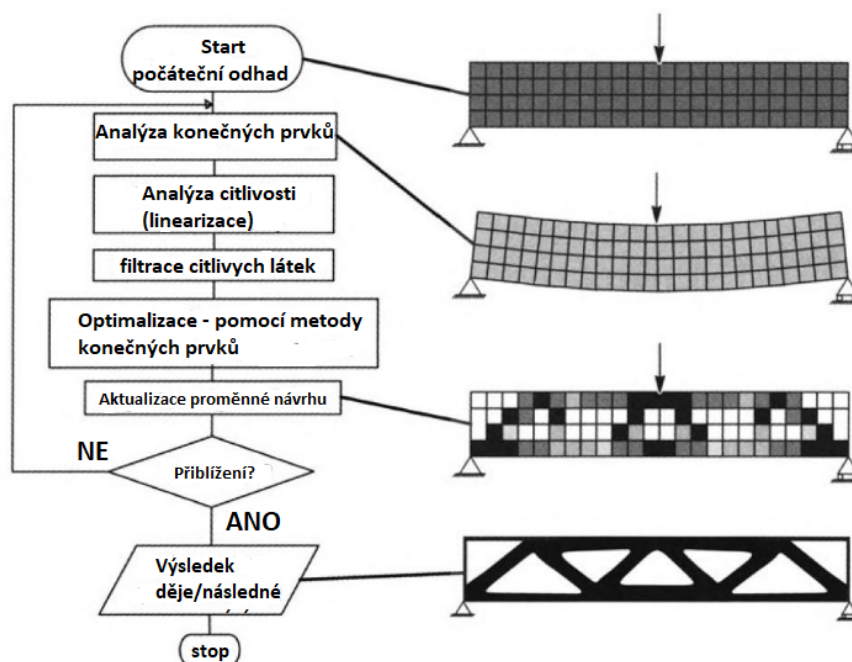 Start
počáteční odhad
Analýza konečných prvků
Analýza citlivosti
(linearizace)
filtrace citlivych látek
Optimalizace - pomocí metody
konečných prvků
Aktualizace proměnné návrhu
NE
Přiblížení?
ANO
Výsledek
děje/následné
stop